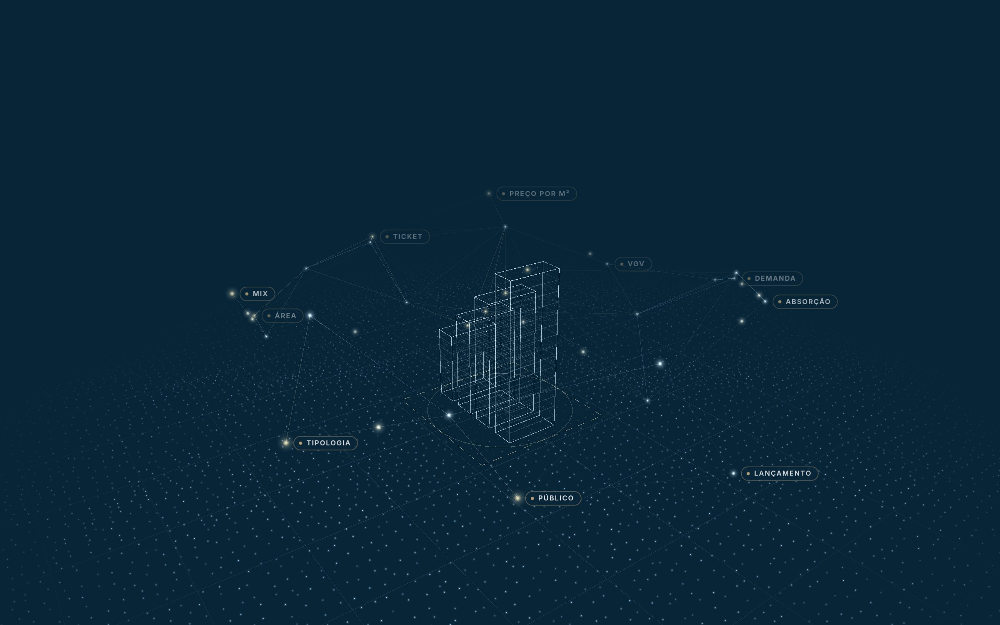 PREÇO POR M²
TICKET
VGV
DEMANDA
MIX
ABSORÇÃO
ÁREA
TIPOLOGIA
LANÇAMENTO
PÚBLICO